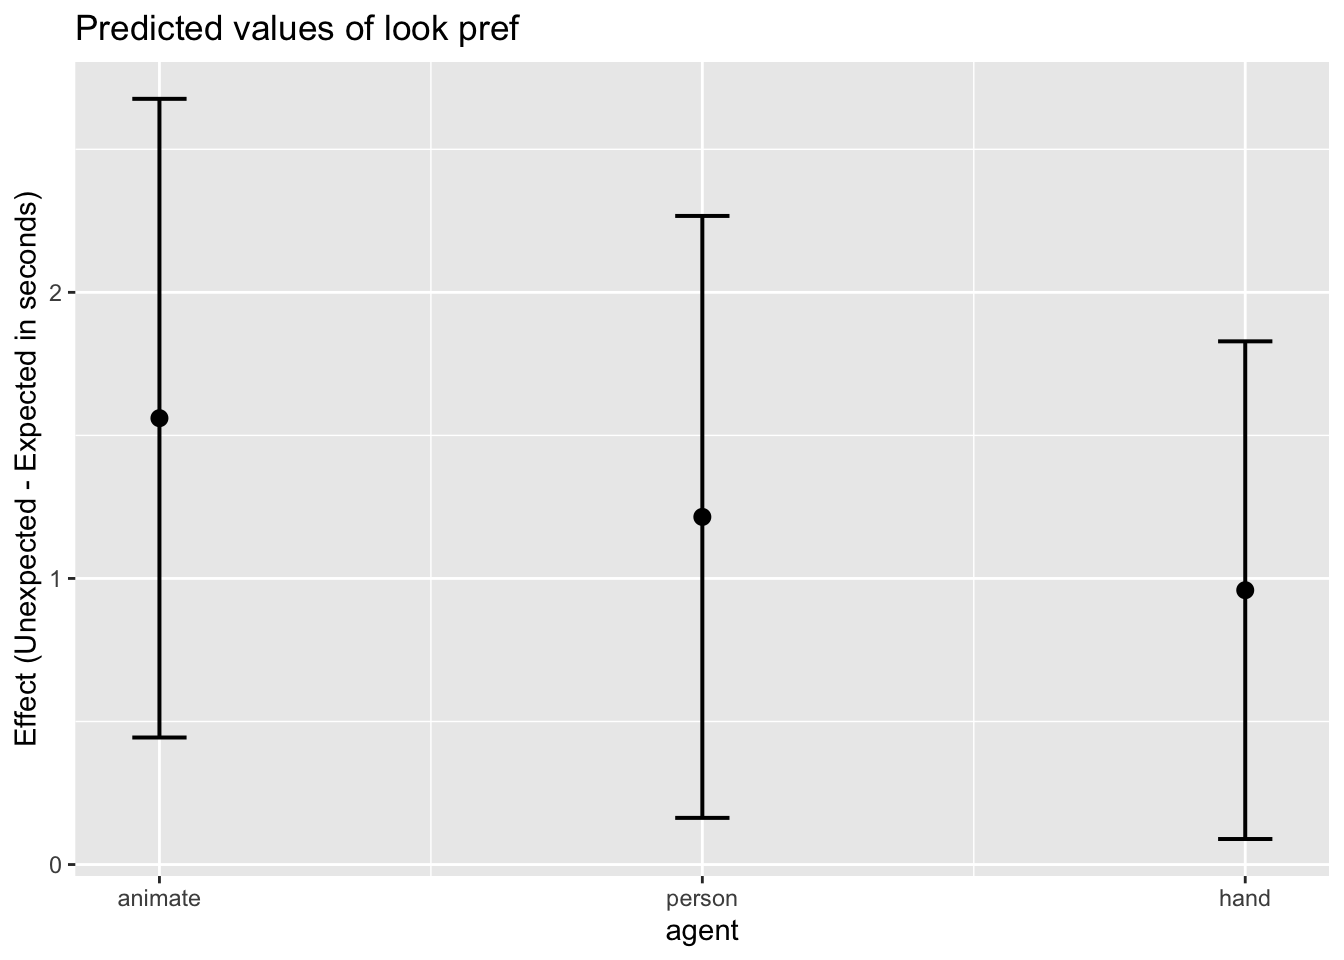 Predicted values of look pref
Effect (Unexpected - Expected in seconds)
2
1
0
animate person hand
agent